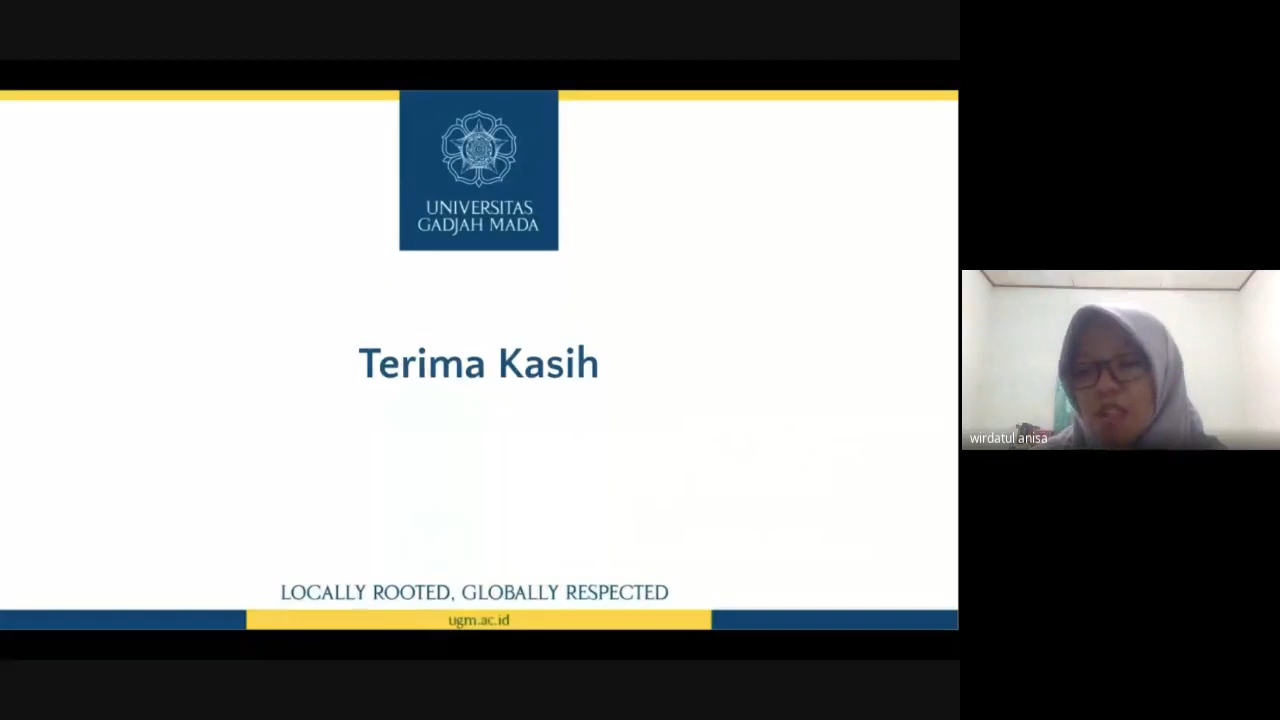 UNIVERSITAS
GADJAH MADA
Terima Kasih
LOCALLY ROOTED, GLOBALLY RESPECTED
ugm.ac.id
wirdatul anisa